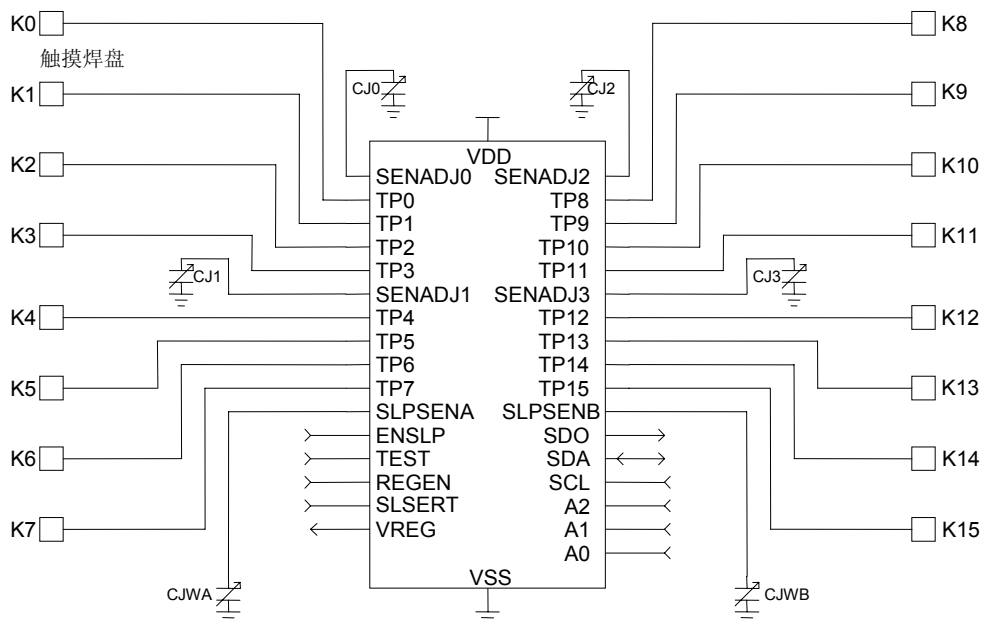 K0
K8
触摸焊盘
CJ0
CJ2
K1
K9
VDD
SENADJ0 SENADJ2
K2
K10
TP0 TP8
TP1 TP9
K3
K11
TP2 TP10
TP3 TP11
CJ1
CJ3
SENADJ1 SENADJ3
K4
K12
TP4 TP12
TP5 TP13
TP6 TP14
K5
K13
TP7 TP15
SLPSENA SLPSENB
ENSLP SDO
K6
K14
TEST SDA
REGEN SCL
SLSERT A2
K7
K15
VREG A1
A0
VSS
CJWA
CJWB